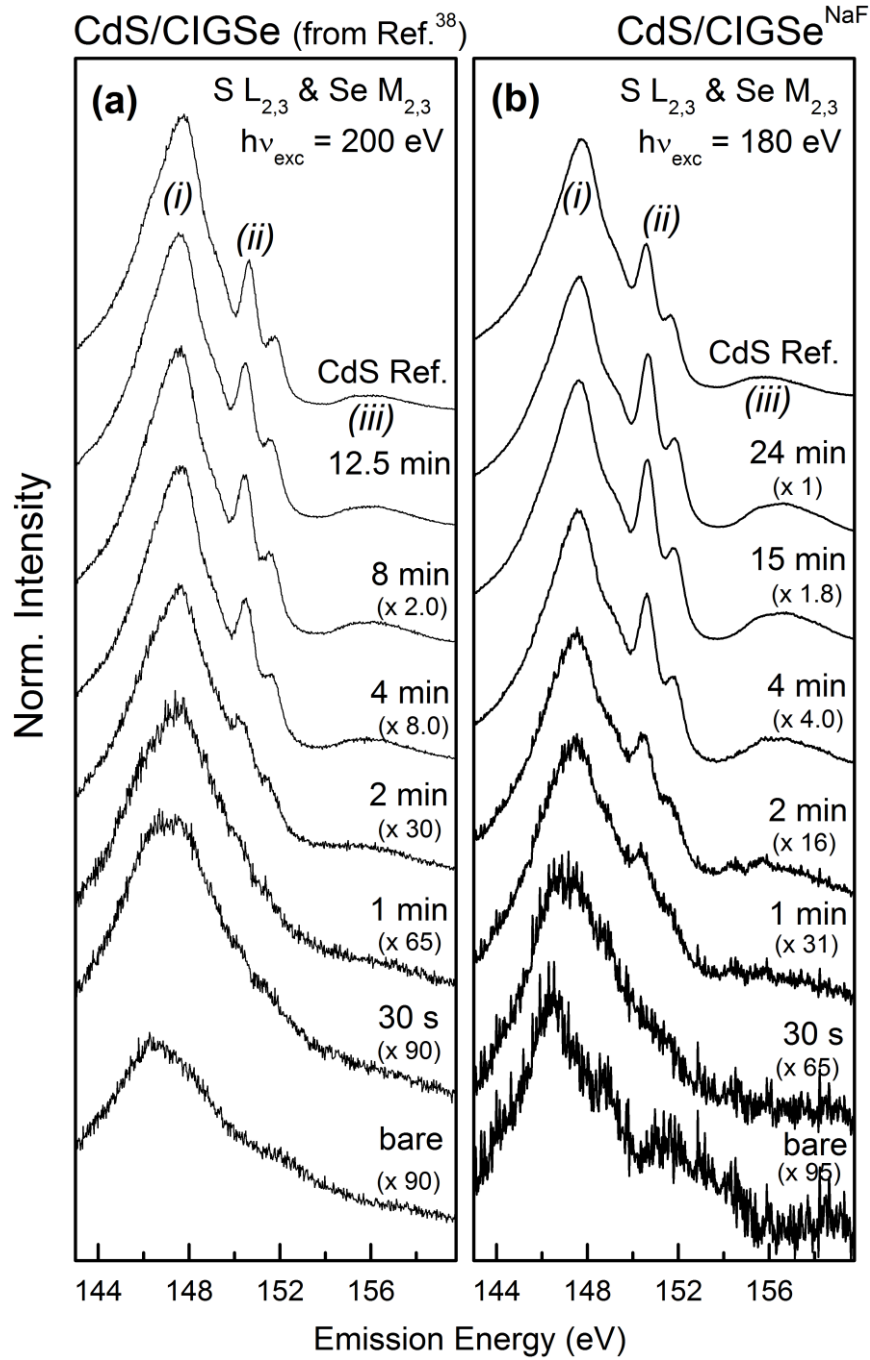 CdS/CIGSe (from Ref.³⁸)
CdS/CIGSe^NaF
(a)
S L₂,₃ & Se M₂,₃
hν_exc = 200 eV
(i)
(ii)
CdS Ref.
(iii)
12.5 min
8 min
(x 2.0)
4 min
(x 8.0)
2 min
(x 30)
1 min
(x 65)
30 s
(x 90)
bare
(x 90)
(b)
S L₂,₃ & Se M₂,₃
hν_exc = 180 eV
(i)
(ii)
CdS Ref.
(iii)
24 min
(x 1)
15 min
(x 1.8)
4 min
(x 4.0)
2 min
(x 16)
1 min
(x 31)
30 s
(x 65)
bare
(x 95)
Norm. Intensity
144 148 152 156
144 148 152 156
Emission Energy (eV)